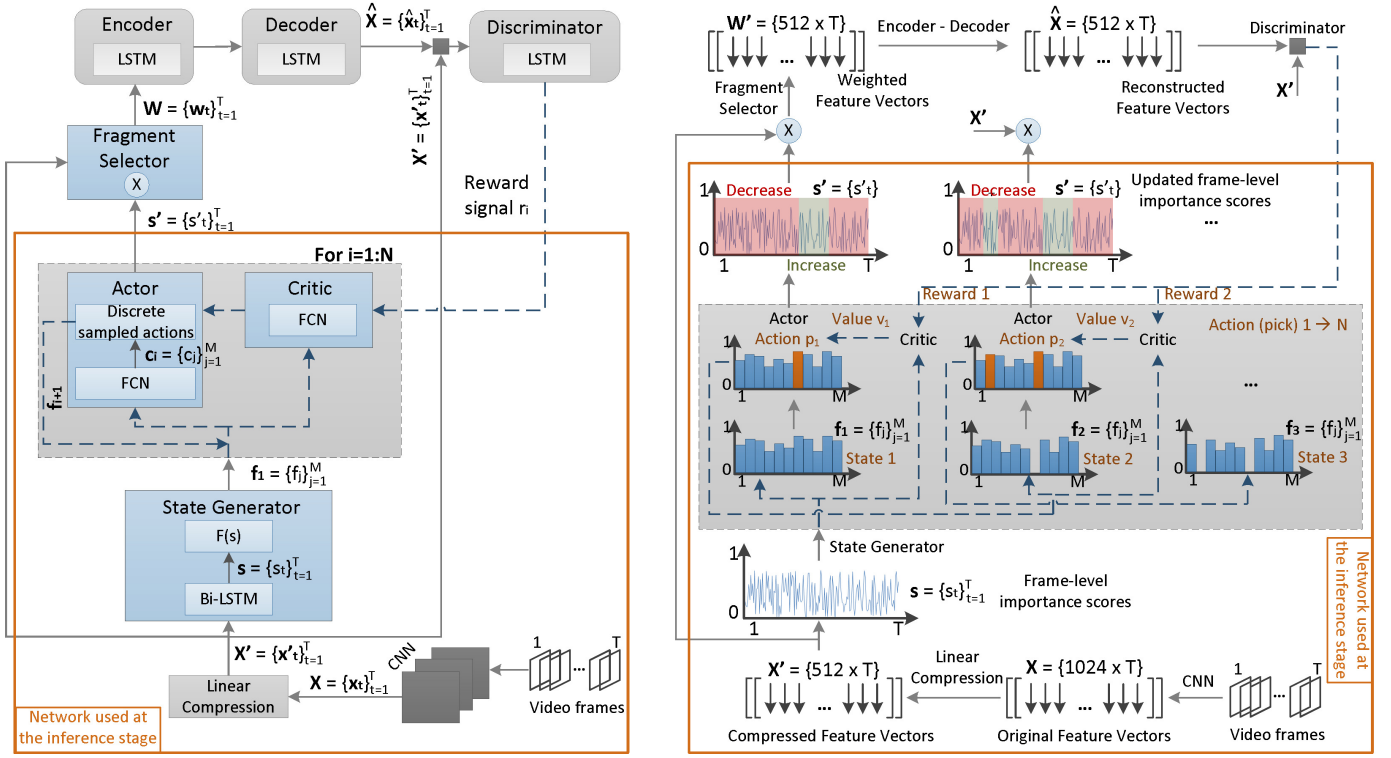 Encoder
LSTM
Decoder
LSTM
X̂ = {x̂t}ᵀt=1
Discriminator
LSTM
W = {wt}ᵀt=1
X' = {x't}ᵀt=1
Fragment
Selector
X
Reward
signal ri
s' = {s't}ᵀt=1
For i=1:N
Actor
Discrete
sampled actions
ci = {cj}ᴹj=1
FCN
Critic
FCN
fi+1
f1 = {fj}ᴹj=1
State Generator
F(s)
s = {st}ᵀt=1
Bi-LSTM
X' = {x't}ᵀt=1
Linear
Compression
X = {xt}ᵀt=1
CNN
1
T
...
Video frames
Network used at
the inference stage
W' = {512 x T}
[[ ... ]]
Encoder - Decoder
X̂ = {512 x T}
[[ ... ]]
Discriminator
Fragment
Selector
Weighted
Feature Vectors
Reconstructed
Feature Vectors
X'
X
X'
X
1
Decrease
s' = {s't}
0
1
Increase
T
1
Decrease
s' = {s't}
0
1
Increase
T
Updated frame-level
importance scores
...
Reward 1
Reward 2
Actor
Action p1
Value v1
Critic
Actor
Action p2
Value v2
Critic
Action (pick) 1 → N
1
0
1
M
1
0
1
M
...
f1 = {fj}ᴹj=1
1
0
State 1
1
M
f2 = {fj}ᴹj=1
1
0
State 2
1
M
f3 = {fj}ᴹj=1
1
0
State 3
1
M
State Generator
1
0
1
T
s = {st}ᵀt=1
Frame-level
importance scores
Network used at
the inference stage
X' = {512 x T}
[[ ... ]]
Compressed Feature Vectors
Linear
Compression
X = {1024 x T}
[[ ... ]]
Original Feature Vectors
CNN
1
T
...
Video frames